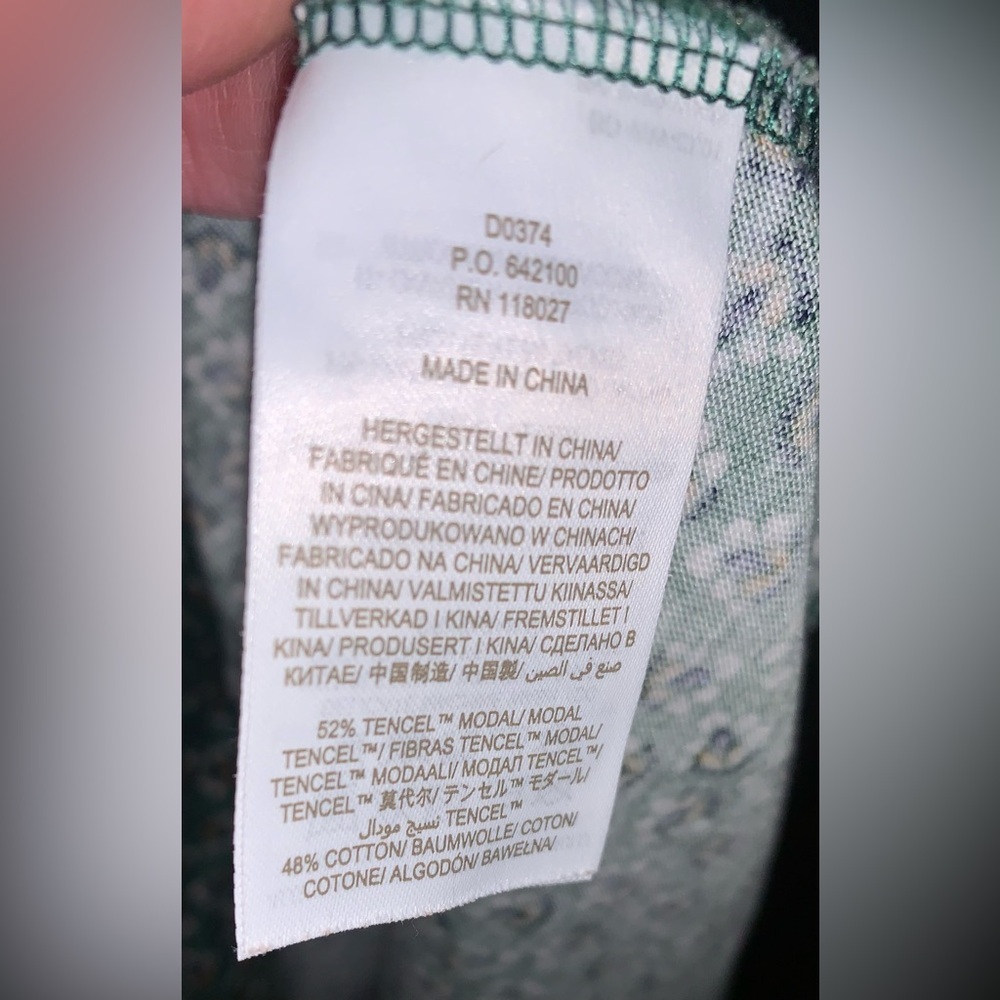 D0374
P.O. 642100
RN 118027
MADE IN CHINA
HERGESTELLT IN CHINA/
FABRIQUÉ EN CHINE/ PRODOTTO
IN CINA/ FABRICADO EN CHINA/
WYPRODUKOWANO W CHINACH/
FABRICADO NA CHINA/ VERVAARDIGD
IN CHINA/ VALMISTETTU KIINASSA/
TILLVERKAD I KINA/ FREMSTILLET I
KINA/ PRODUSERT I KINA/ СДЕЛАНО В
КИТАЕ/ 中国制造/ 中国製/ صنع في الصين
52% TENCEL™ MODAL/ MODAL
TENCEL™/ FIBRAS TENCEL™ MODAL/
TENCEL™ MODAALI/ МОДАЛ TENCEL™/
TENCEL™ 莫代尔/ テンセル™ モダール/
نسيج مودال TENCEL™
48% COTTON/ BAUMWOLLE/ COTON/
COTONE/ ALGODÓN/ BAWEŁNA/